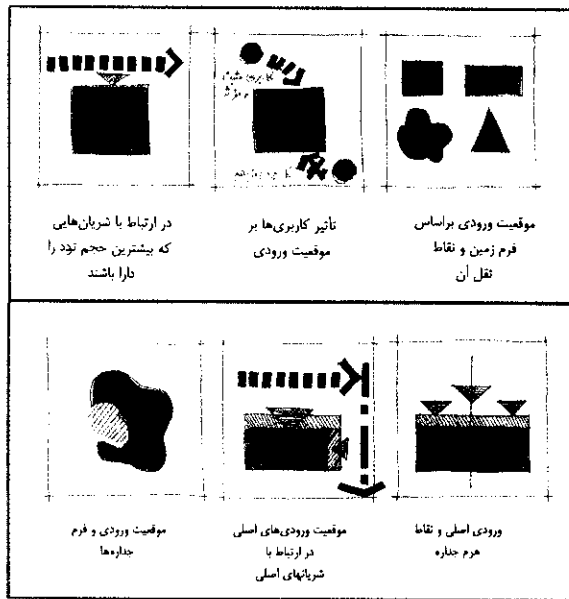 موقعیت ورودی براساس
فرم زمین و نقاط
ثقل آن
تأثیر کاربری‌ها بر
موقعیت ورودی
در ارتباط با شریان‌هایی
که بیشترین حجم تردد را
دارا باشند
ورودی اصلی و نقاط
هرم جداره
موقعیت ورودی‌های اصلی
در ارتباط با
شریانهای اصلی
موقعیت ورودی و فرم
جداره‌ها